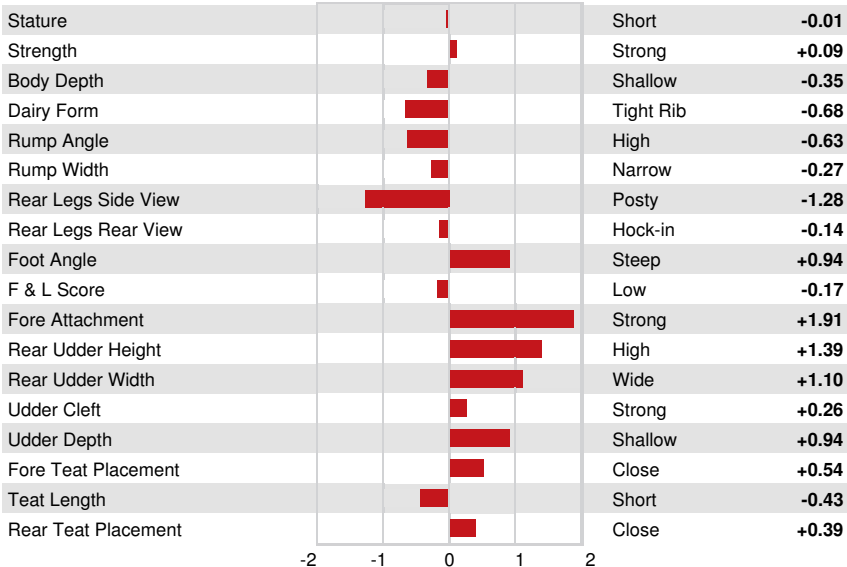 Stature Short -0.01
Strength Strong +0.09
Body Depth Shallow -0.35
Dairy Form Tight Rib -0.68
Rump Angle High -0.63
Rump Width Narrow -0.27
Rear Legs Side View Posty -1.28
Rear Legs Rear View Hock-in -0.14
Foot Angle Steep +0.94
F & L Score Low -0.17
Fore Attachment Strong +1.91
Rear Udder Height High +1.39
Rear Udder Width Wide +1.10
Udder Cleft Strong +0.26
Udder Depth Shallow +0.94
Fore Teat Placement Close +0.54
Teat Length Short -0.43
Rear Teat Placement Close +0.39
-2 -1 0 1 2